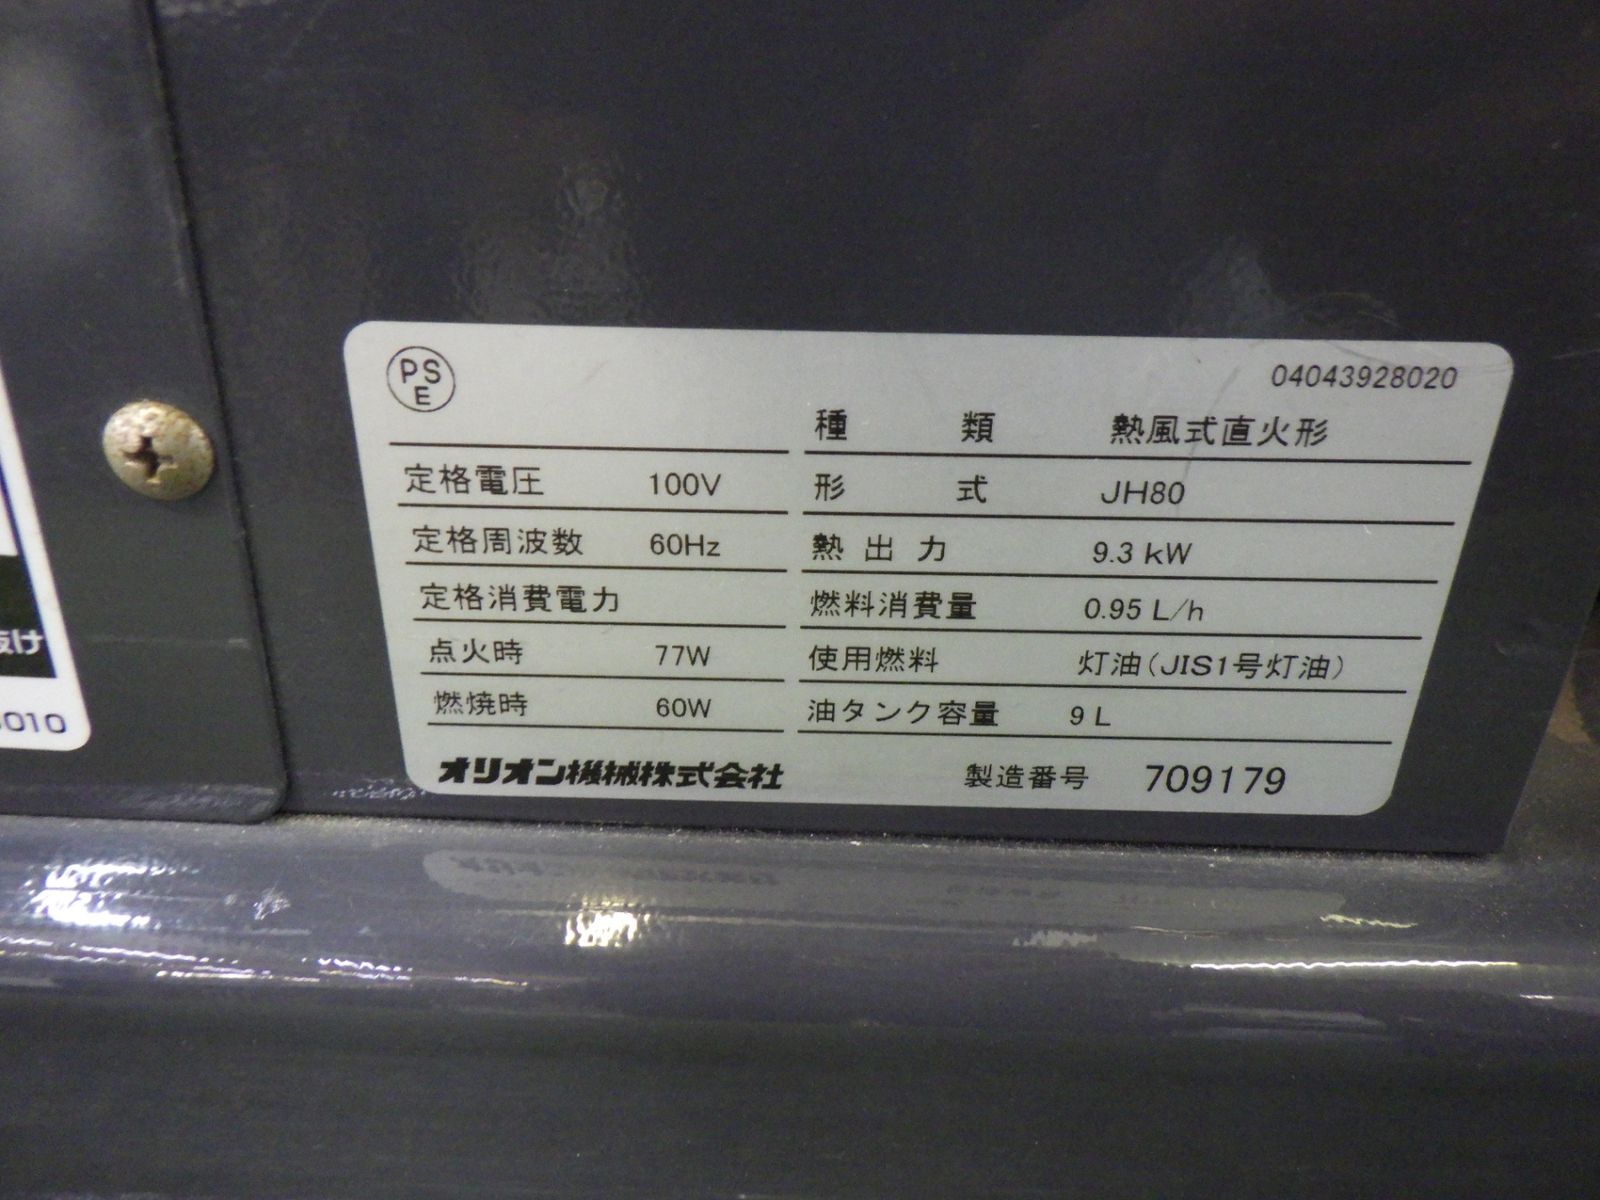 PS
E
04043928020
種類 熱風式直火形
定格電圧 100V
形式 JH80
定格周波数 60Hz
熱出力 9.3 kW
定格消費電力
燃料消費量 0.95 L/h
点火時 77W
使用燃料 灯油(JIS1号灯油)
燃焼時 60W
油タンク容量 9 L
オリオン機械株式会社
製造番号 709179
抜け
010